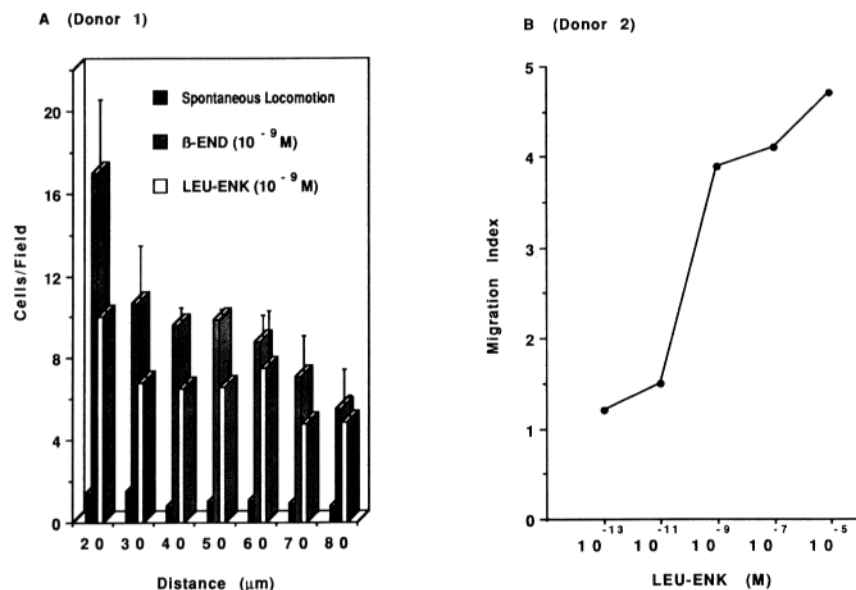 A (Donor 1)
20
16
12
8
4
0
Cells/Field
Spontaneous Locomotion
ß-END (10 -9 M)
LEU-ENK (10 -9 M)
20 30 40 50 60 70 80
Distance (µm)
B (Donor 2)
5
4
3
2
1
0
Migration Index
10 -13 10 -11 10 -9 10 -7 10 -5
LEU-ENK (M)